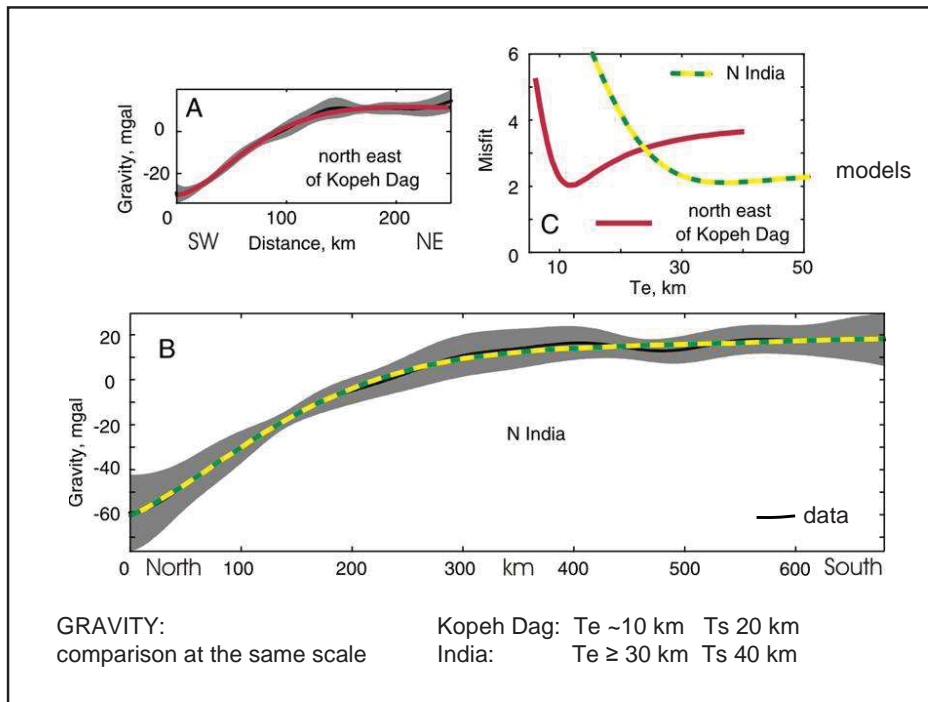 A
Gravity, mgal
0
-20
north east
of Kopeh Dag
0 100 200
SW Distance, km NE
6
4
2
0
Misfit
N India
C
north east
of Kopeh Dag
10 30 50
Te, km
models
B
Gravity, mgal
20
0
-20
-40
-60
N India
data
0 North 100 200 300 km 400 500 600 South
GRAVITY:
comparison at the same scale
Kopeh Dag: Te ~10 km Ts 20 km
India: Te ≥ 30 km Ts 40 km